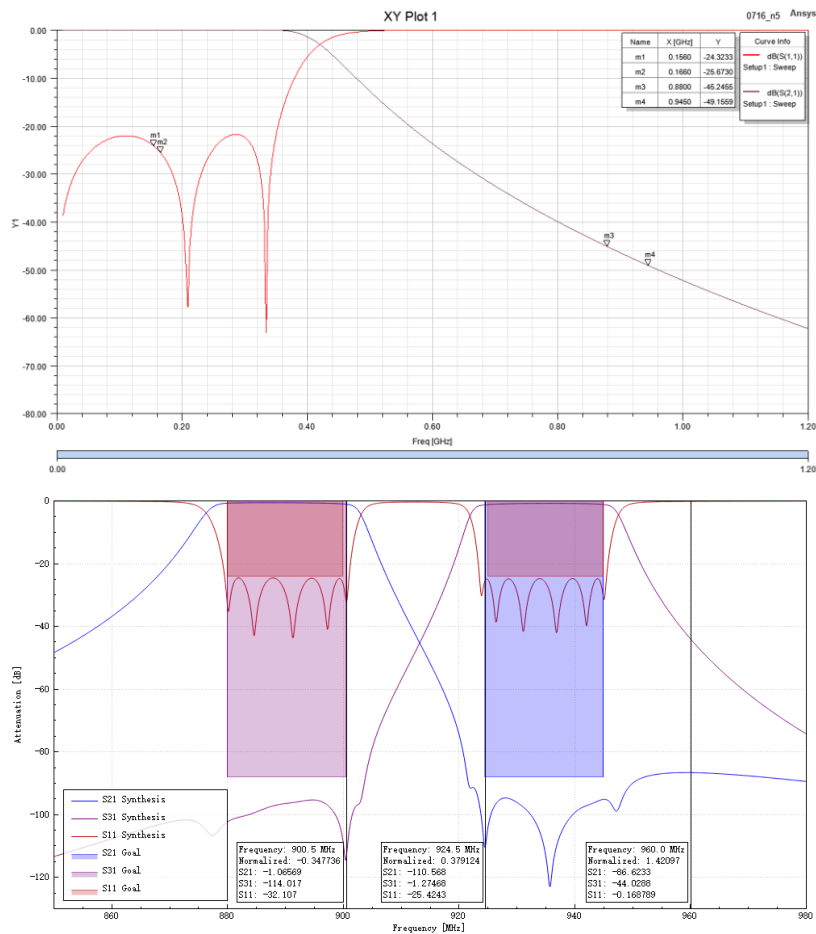 XY Plot 1
0716_n5
Ansys
Name X [GHz] Y
m1 0.1560 -24.3233
m2 0.1660 -25.6730
m3 0.8800 -45.2455
m4 0.9450 -49.1559
Curve Info
dB(S(1,1))
Setup1 : Sweep
dB(S(2,1))
Setup1 : Sweep
0.00
-10.00
-20.00
-30.00
-40.00
-50.00
-60.00
-70.00
-80.00
Y1
m1
m2
m3
m4
0.00 0.20 0.40 0.60 0.80 1.00 1.20
Freq [GHz]
0.00 1.20
0
-20
-40
-60
-80
-100
-120
Attenuation [dB]
S21 Synthesis
S31 Synthesis
S11 Synthesis
S21 Goal
S31 Goal
S11 Goal
Frequency: 900.5 MHz
Normalized: -0.347736
S21: -1.06569
S31: -114.017
S11: -32.107
Frequency: 924.5 MHz
Normalized: 0.379124
S21: -110.568
S31: -1.27468
S11: -25.4243
Frequency: 960.0 MHz
Normalized: 1.42097
S21: -86.6233
S31: -44.0288
S11: -0.168789
860 880 900 920 940 960 980
Frequency [MHz]